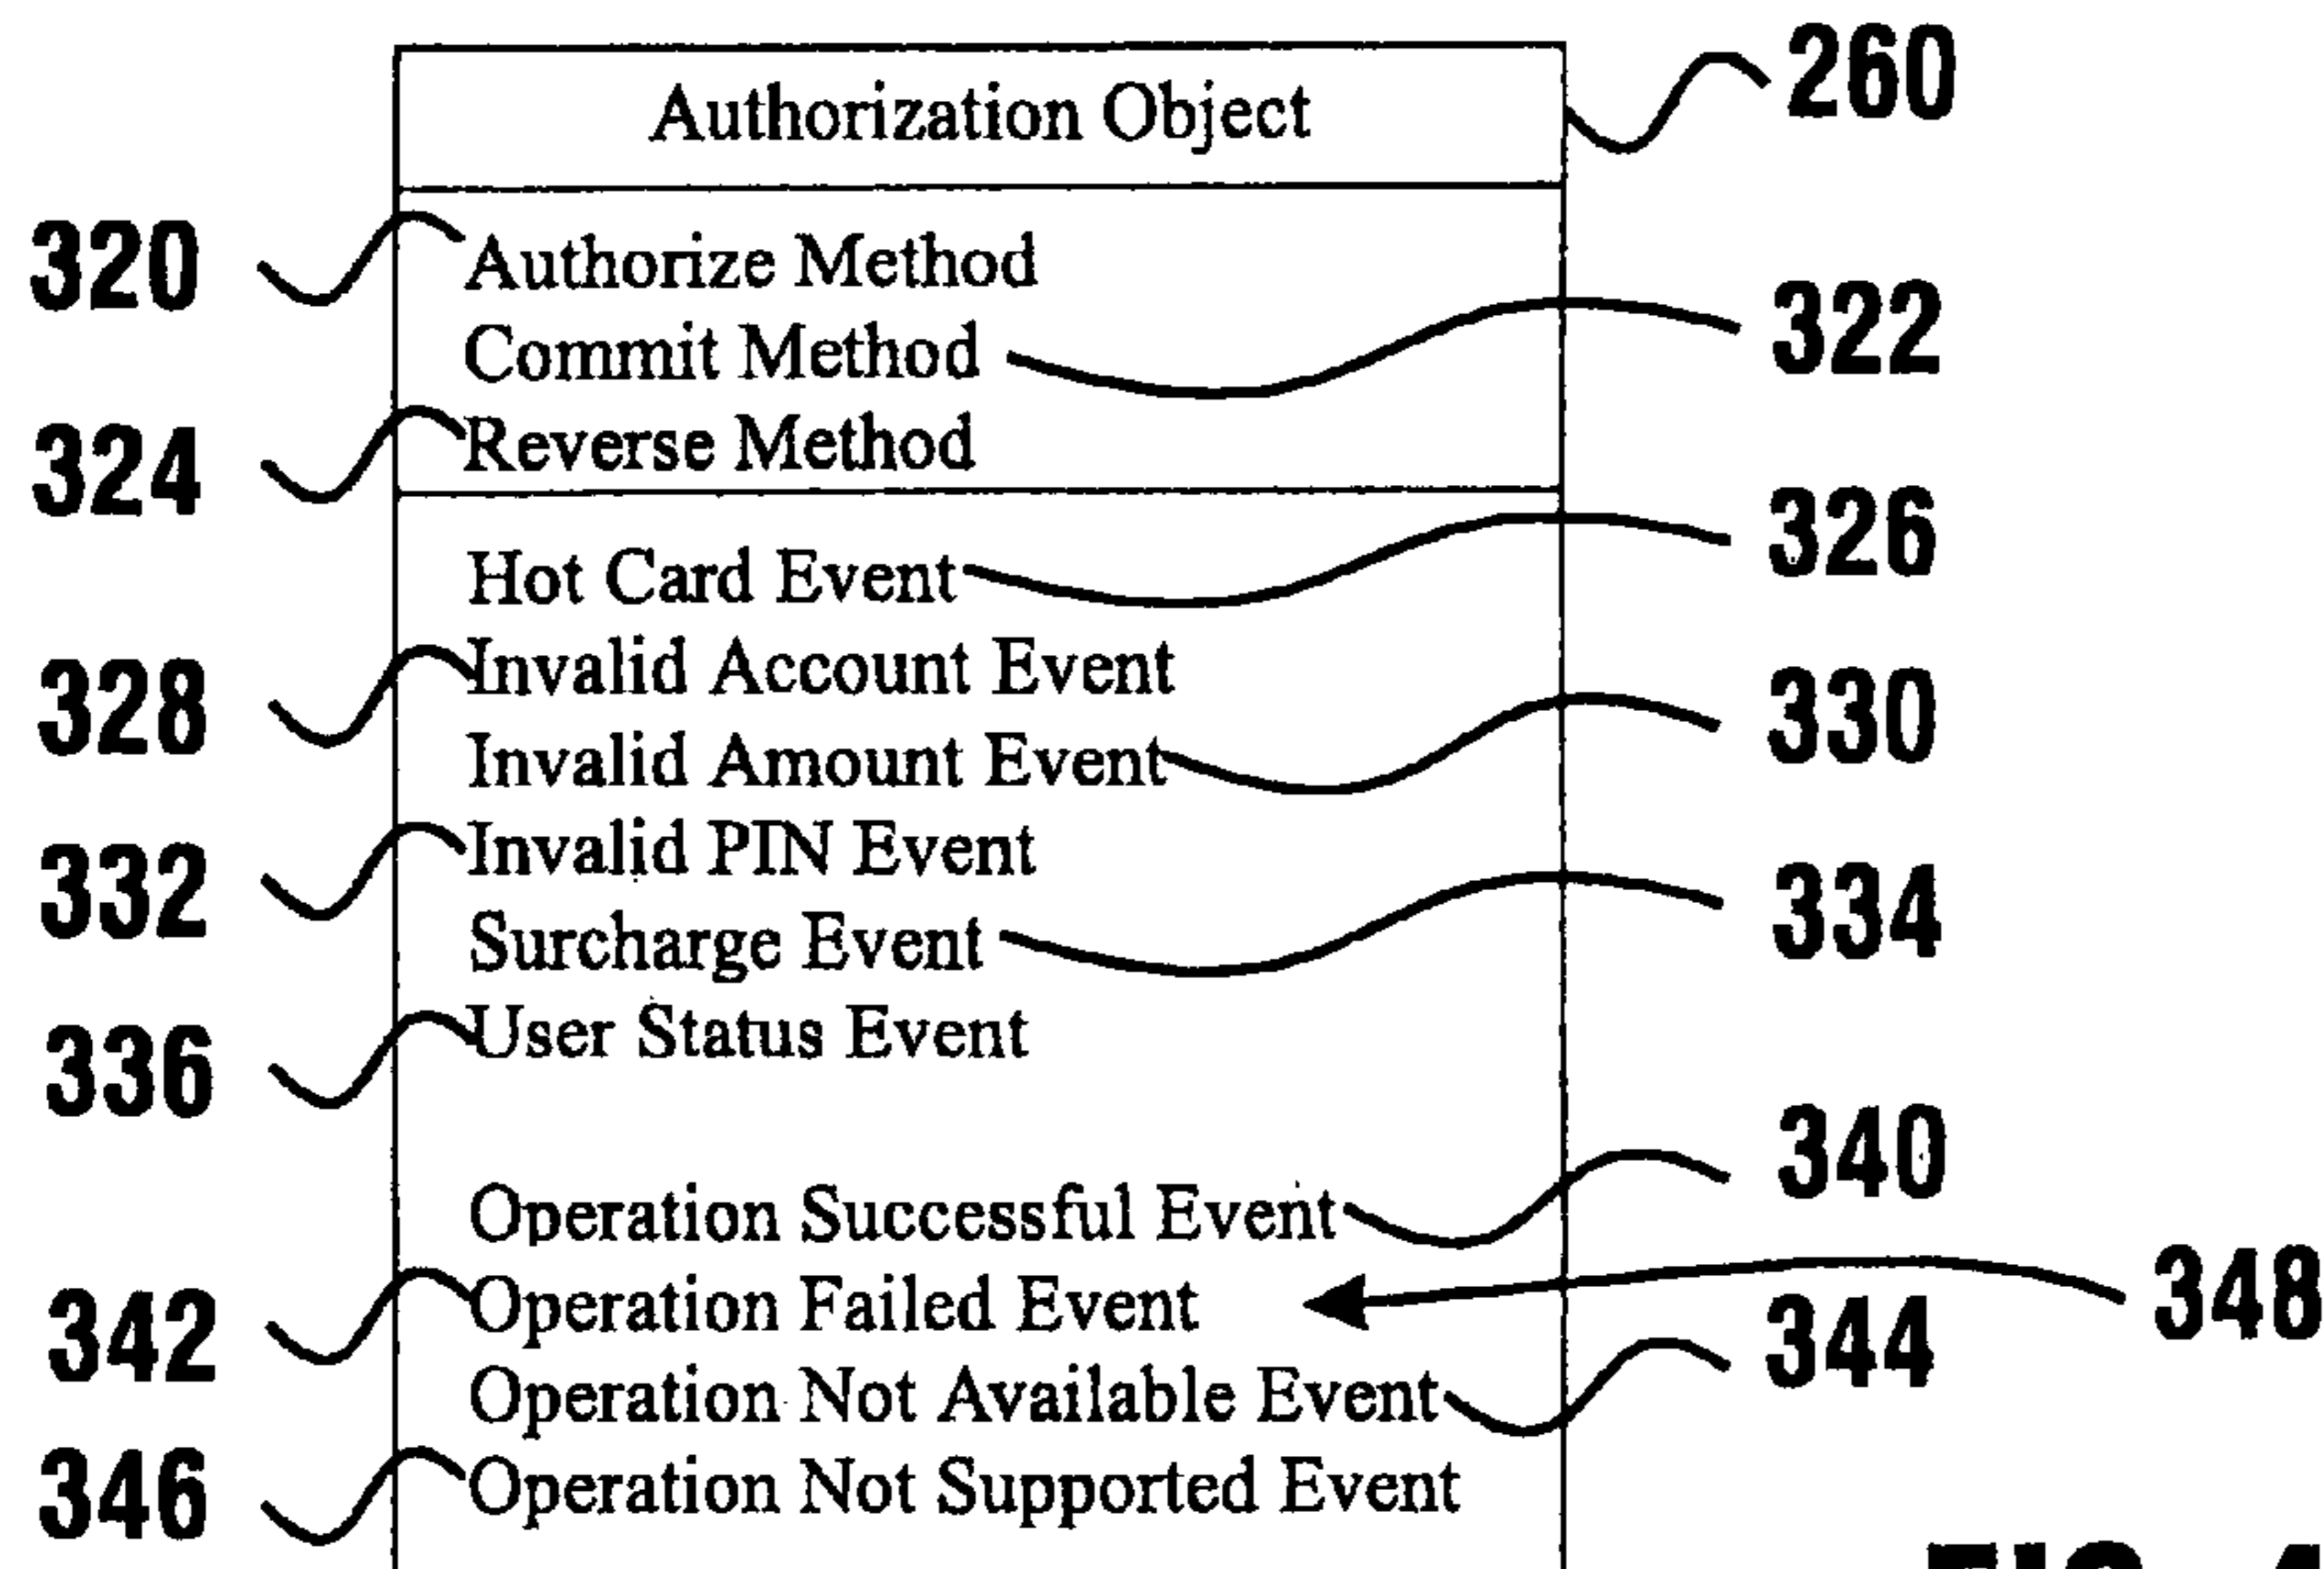 Authorization Object 260
320 Authorize Method
Commit Method 322
324 Reverse Method
Hot Card Event 326
328 Invalid Account Event
Invalid Amount Event 330
332 Invalid PIN Event
Surcharge Event 334
336 User Status Event
Operation Successful Event 340
342 Operation Failed Event 348
Operation Not Available Event 344
346 Operation Not Supported Event